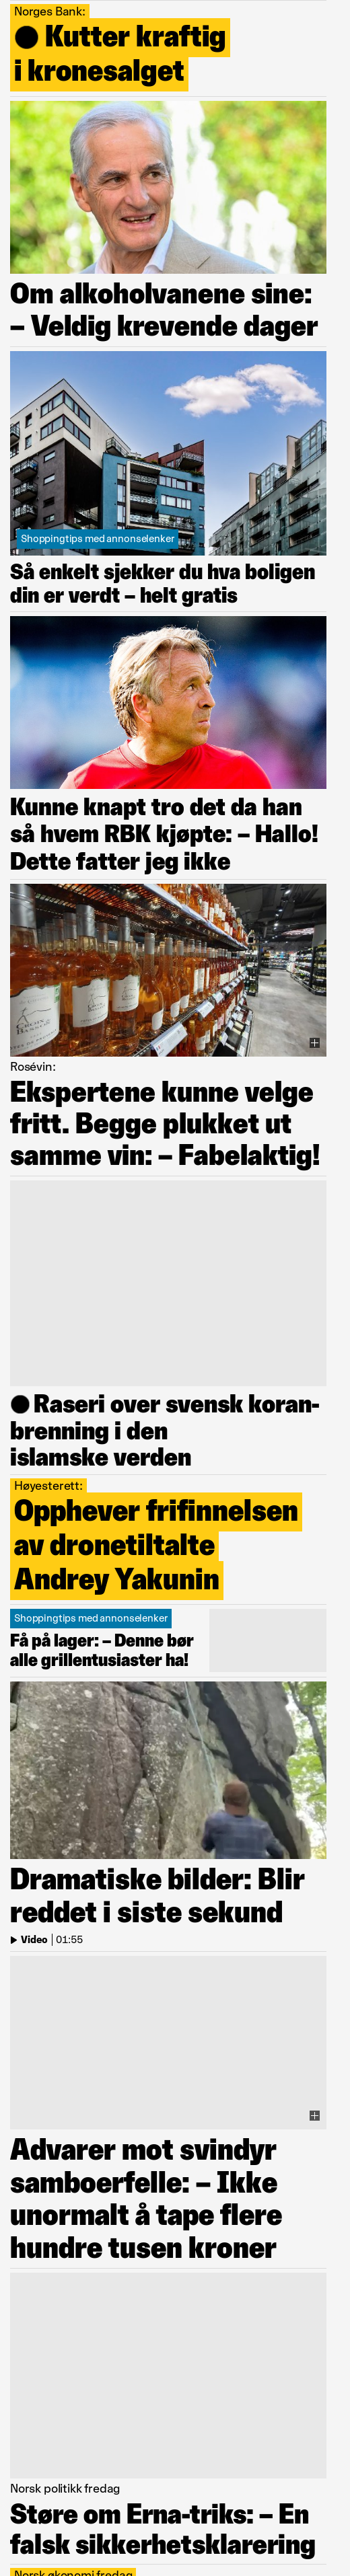 Norges Bank:
● Kutter kraftig
i kronesalget
Om alkoholvanene sine:
– Veldig krevende dager
Shoppingtips med annonselenker
Så enkelt sjekker du hva boligen
din er verdt – helt gratis
Kunne knapt tro det da han
så hvem RBK kjøpte: – Hallo!
Dette fatter jeg ikke
Rosévin:
Ekspertene kunne velge
fritt. Begge plukket ut
samme vin: – Fabelaktig!
● Raseri over svensk koran-
brenning i den
islamske verden
Høyesterett:
Opphever frifinnelsen
av dronetiltalte
Andrey Yakunin
Shoppingtips med annonselenker
Få på lager: – Denne bør
alle grillentusiaster ha!
Dramatiske bilder: Blir
reddet i siste sekund
Video | 01:55
Advarer mot svindyr
samboerfelle: – Ikke
unormalt å tape flere
hundre tusen kroner
Norsk politikk fredag
Støre om Erna-triks: – En
falsk sikkerhetsklarering
Norsk økonomi fredag